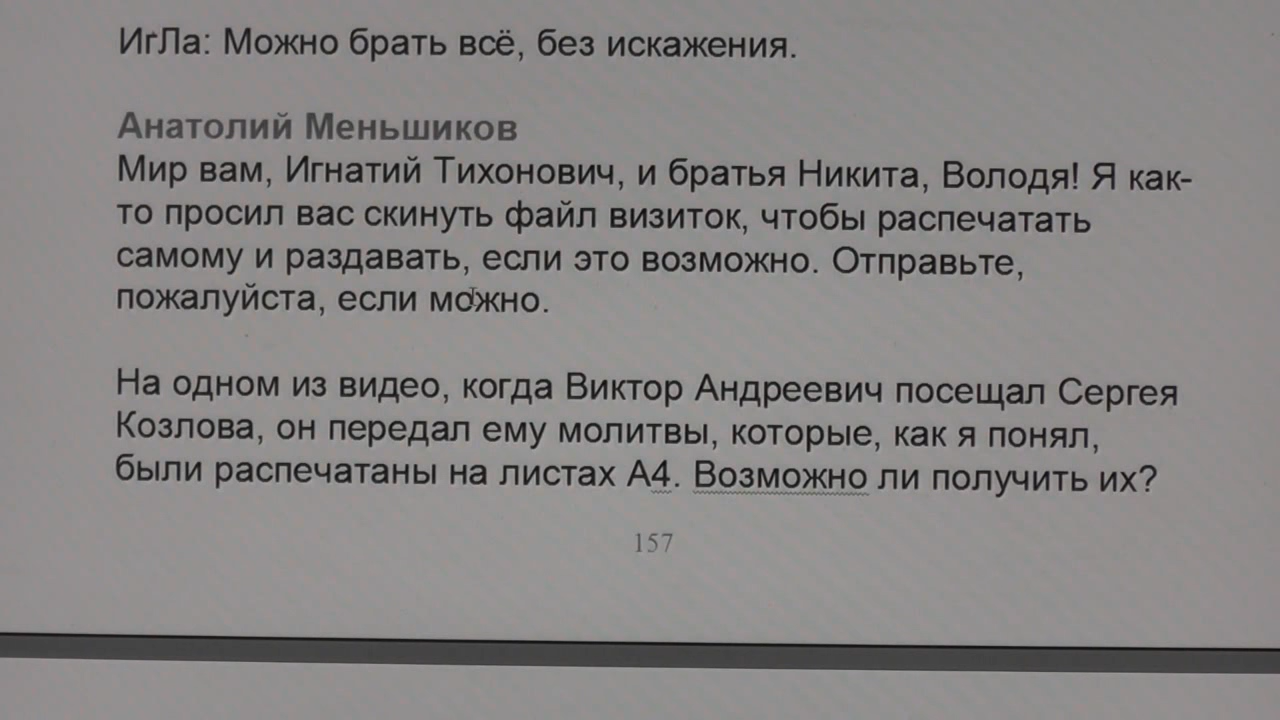 ИгЛа: Можно брать всё, без искажения.
Анатолий Меньшиков
Мир вам, Игнатий Тихонович, и братья Никита, Володя! Я как-
то просил вас скинуть файл визиток, чтобы распечатать
самому и раздавать, если это возможно. Отправьте,
пожалуйста, если можно.
На одном из видео, когда Виктор Андреевич посещал Сергея
Козлова, он передал ему молитвы, которые, как я понял,
были распечатаны на листах А4. Возможно ли получить их?
157